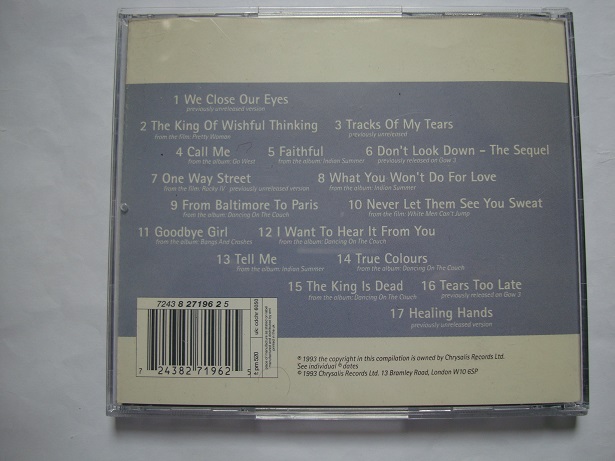 1 We Close Our Eyes
previously unreleased version
2 The King Of Wishful Thinking 3 Tracks Of My Tears
from the film: Pretty Woman previously unreleased
4 Call Me 5 Faithful 6 Don't Look Down - The Sequel
from the album: Go West from the album: Indian Summer previously released on Gow 3
7 One Way Street 8 What You Won't Do For Love
from the film: Rocky IV previously unreleased version from the album: Indian Summer
9 From Baltimore To Paris 10 Never Let Them See You Sweat
from the album: Dancing On The Couch from the film: White Men Can't Jump
11 Goodbye Girl 12 I Want To Hear It From You
from the album: Bangs And Crashes from the album: Dancing On The Couch
13 Tell Me 14 True Colours
from the album: Indian Summer from the album: Dancing On The Couch
15 The King Is Dead 16 Tears Too Late
from the album: Dancing On The Couch previously released on Gow 3
17 Healing Hands
previously unreleased version
7243 8 27196 2 5
7 24382 71962 5
f: pm 520
℗ 1993 the copyright in this compilation is owned by Chrysalis Records Ltd.
See individual ℗ dates
© 1993 Chrysalis Records Ltd. 13 Bramley Road, London W10 6SP